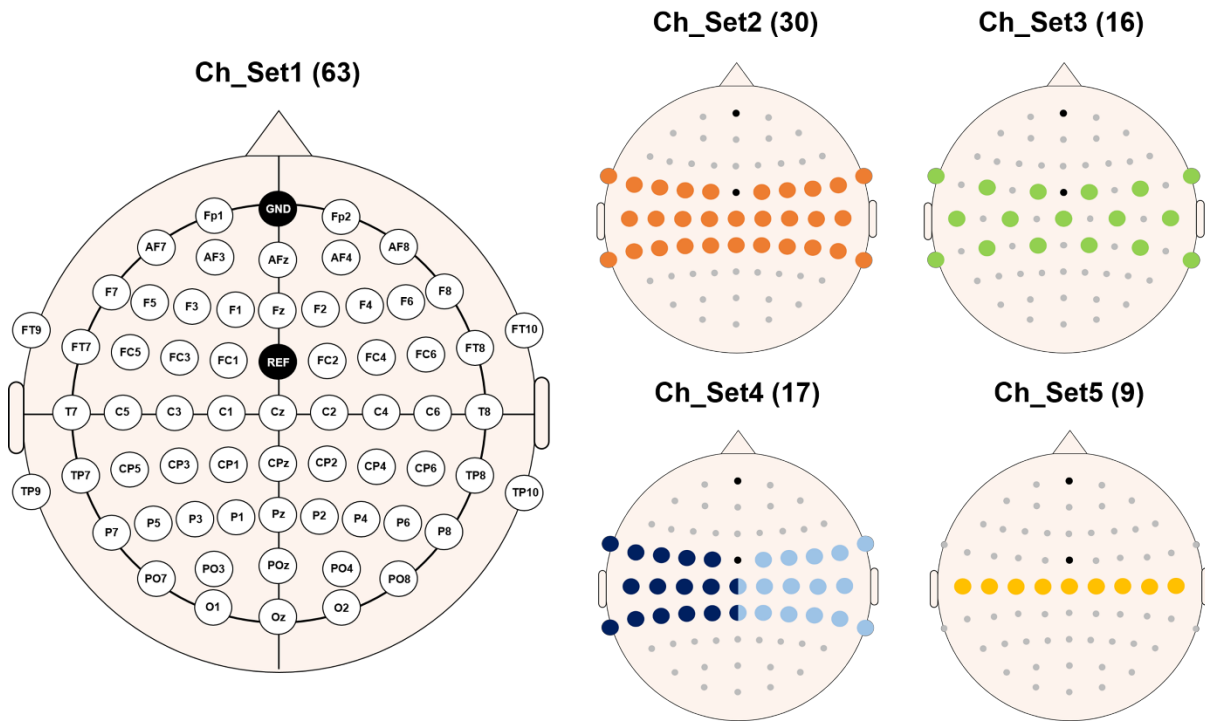 Ch_Set1 (63)
GND
Fp1 Fp2
AF7 AF8
AF3 AFz AF4
F7 F8
F5 F3 F1 Fz F2 F4 F6
FT9 FT10
FT7 FC5 FC3 FC1 REF FC2 FC4 FC6 FT8
T7 C5 C3 C1 Cz C2 C4 C6 T8
TP7 CP5 CP3 CP1 CPz CP2 CP4 CP6 TP8
TP9 TP10
P7 P5 P3 P1 Pz P2 P4 P6 P8
PO7 PO3 POz PO4 PO8
O1 Oz O2
Ch_Set2 (30)
Ch_Set3 (16)
Ch_Set4 (17)
Ch_Set5 (9)